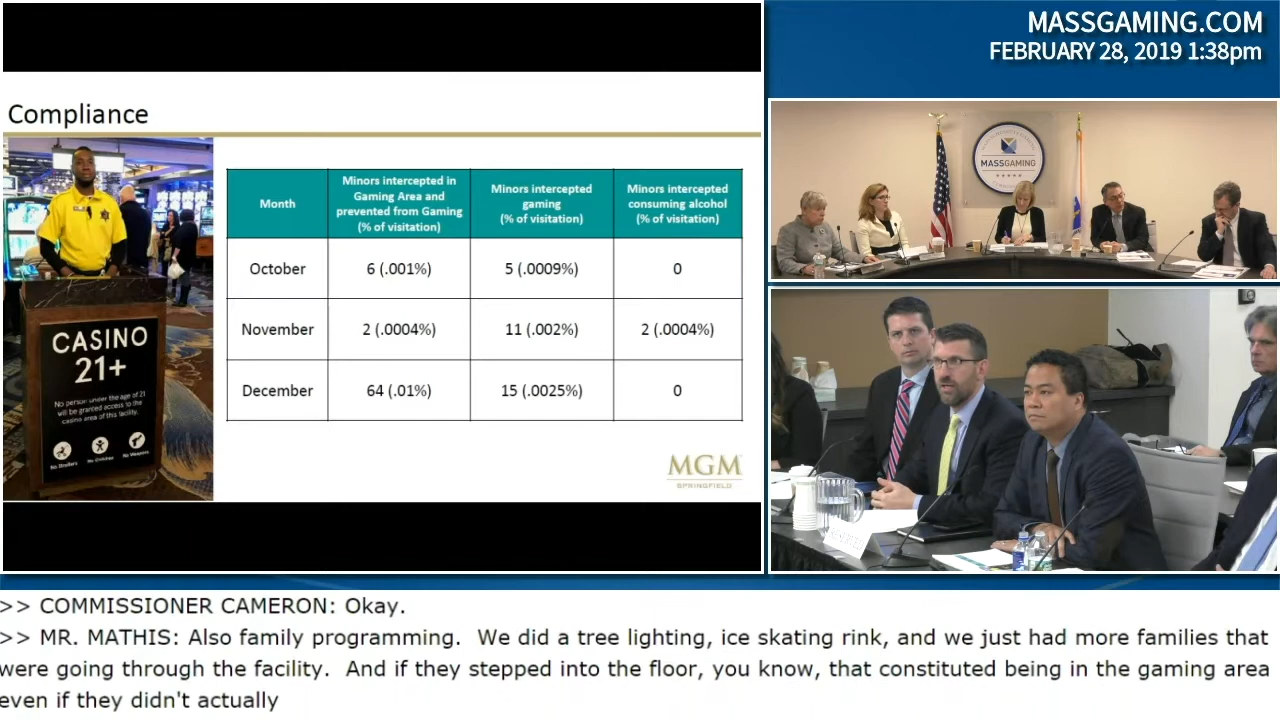 MASSGAMING.COM
FEBRUARY 28, 2019 1:38pm
Compliance
Month
Minors intercepted in
Gaming Area and
prevented from Gaming
(% of visitation)
Minors intercepted
gaming
(% of visitation)
Minors intercepted
consuming alcohol
(% of visitation)
October
6 (.001%)
5 (.0009%)
0
November
2 (.0004%)
11 (.002%)
2 (.0004%)
December
64 (.01%)
15 (.0025%)
0
CASINO
21+
No person under the age of 21
will be granted access to the
casino area of this facility.
No Strollers
No Children
No Weapons
MGM
SPRINGFIELD
MASSGAMING
>> COMMISSIONER CAMERON: Okay.
>> MR. MATHIS: Also family programming. We did a tree lighting, ice skating rink, and we just had more families that
were going through the facility. And if they stepped into the floor, you know, that constituted being in the gaming area
even if they didn't actually